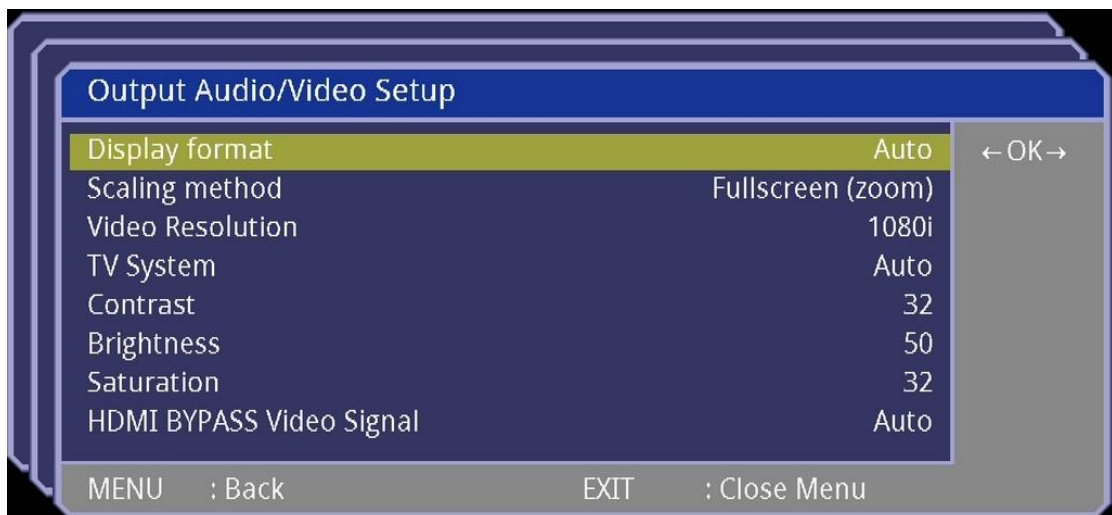 Output Audio/Video Setup
Display format Auto ←OK→
Scaling method Fullscreen (zoom)
Video Resolution 1080i
TV System Auto
Contrast 32
Brightness 50
Saturation 32
HDMI BYPASS Video Signal Auto
MENU : Back EXIT : Close Menu